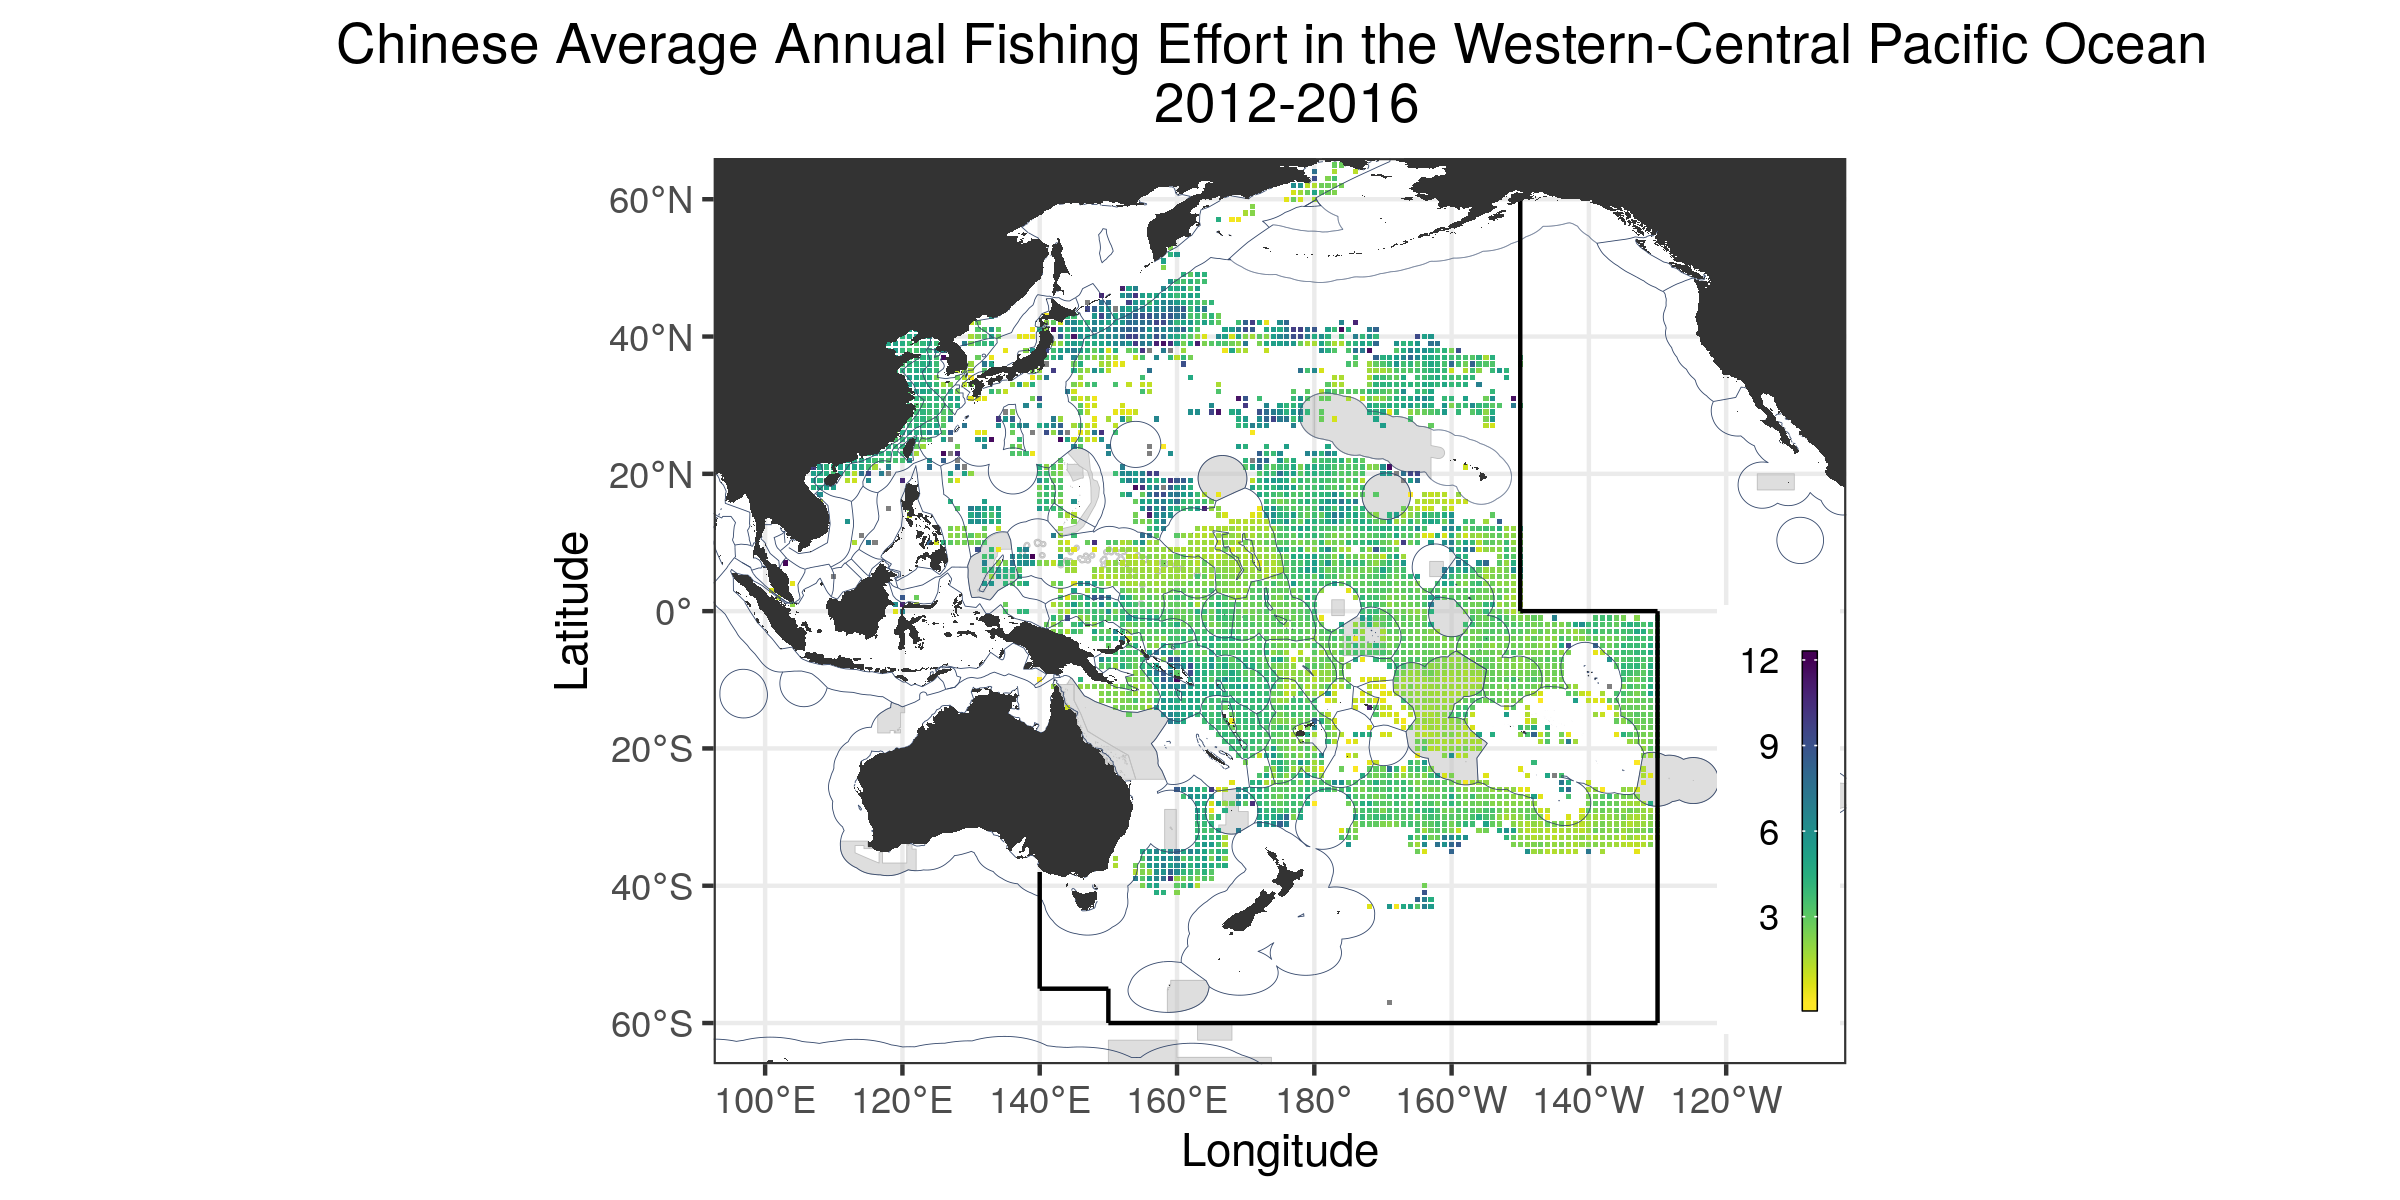 Chinese Average Annual Fishing Effort in the Western-Central Pacific Ocean
2012-2016
60°N
40°N
20°N
0°
20°S
40°S
60°S
Latitude
12
9
6
3
100°E 120°E 140°E 160°E 180° 160°W 140°W 120°W
Longitude